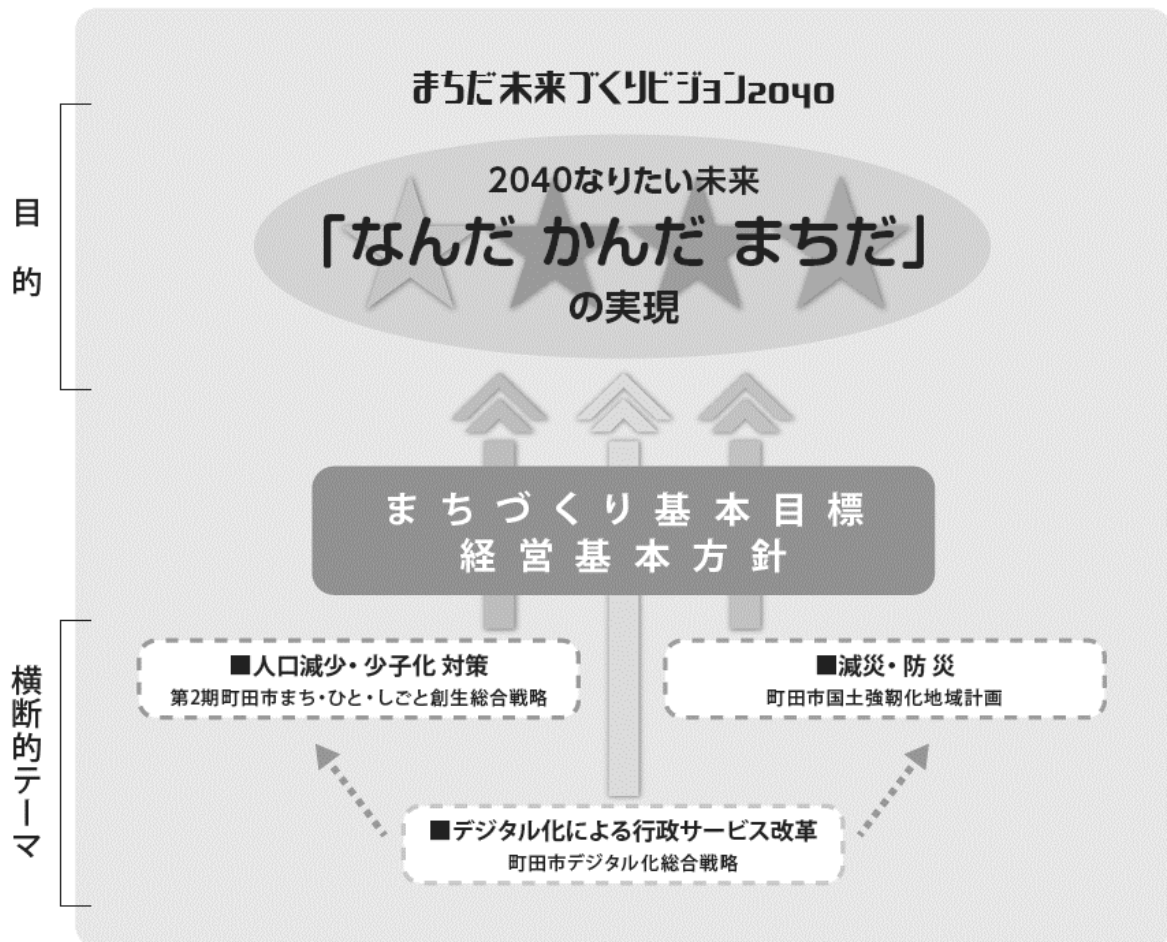 まちだ未来づくりビジョン2040
目的
2040なりたい未来
「なんだ かんだ まちだ」
の実現
まちづくり基本目標
経営基本方針
横断的テーマ
■人口減少・少子化 対策
第2期町田市まち・ひと・しごと創生総合戦略
■減災・防災
町田市国土強靭化地域計画
■デジタル化による行政サービス改革
町田市デジタル化総合戦略